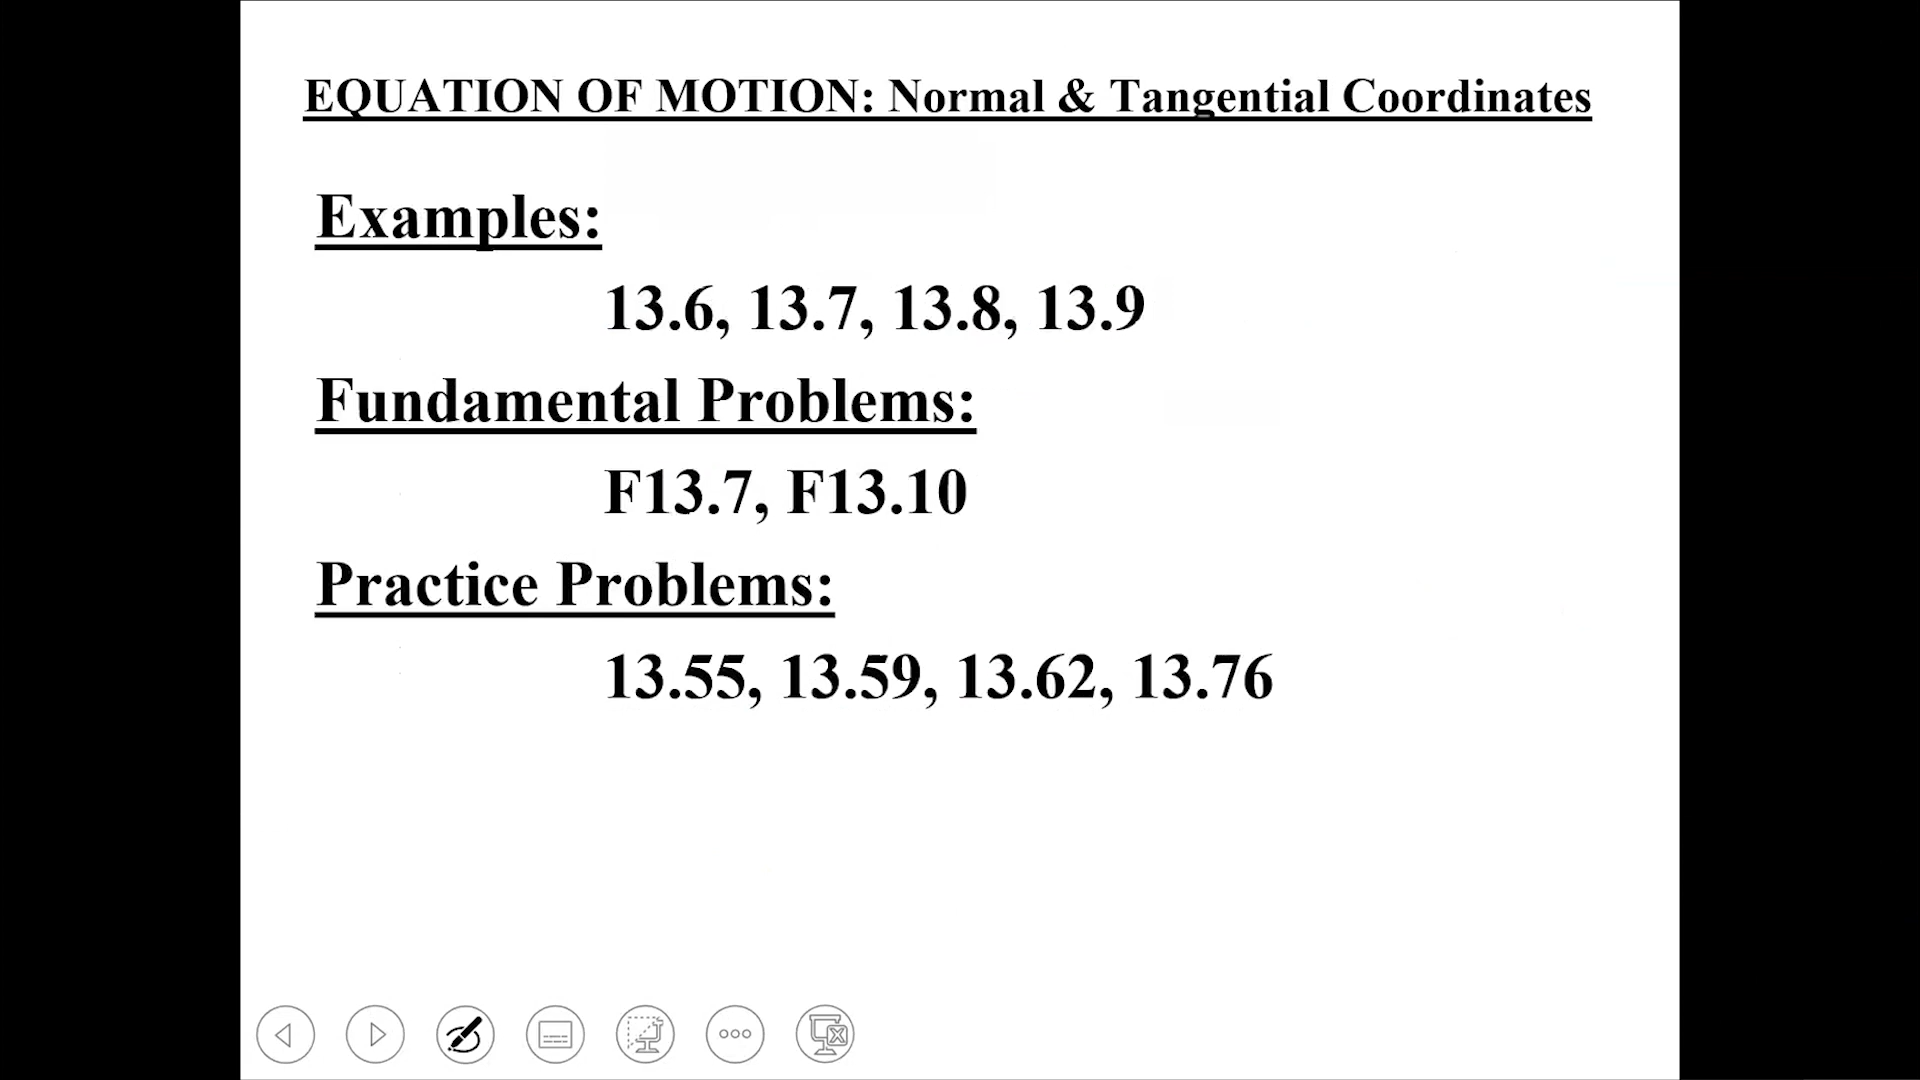 EQUATION OF MOTION: Normal & Tangential Coordinates
Examples:
13.6, 13.7, 13.8, 13.9
Fundamental Problems:
F13.7, F13.10
Practice Problems:
13.55, 13.59, 13.62, 13.76